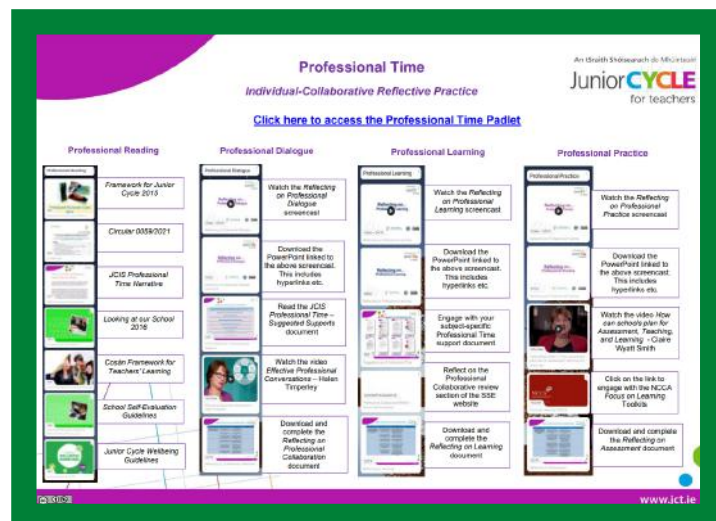 An tSraith Shóisearach do Mhúinteoirí
Junior CYCLE
for teachers
Professional Time
Individual-Collaborative Reflective Practice
Click here to access the Professional Time Padlet
Professional Reading
Framework for Junior
Cycle 2015
Circular 0059/2021
JCIS Professional
Time Narrative
Looking at our School
2016
Cosán Framework for
Teachers' Learning
School Self-Evaluation
Guidelines
Junior Cycle Wellbeing
Guidelines
Professional Dialogue
Professional Dialogue
Watch the Reflecting
on Professional
Dialogue
screencast
Download the
PowerPoint linked to
the above screencast.
This includes
hyperlinks etc.
Read the JCIS
Professional Time –
Suggested Supports
document
Watch the video
Effective Professional
Conversations – Helen
Timperley
Download and
complete the
Reflecting on
Professional
Collaboration
document
Professional Learning
Professional Learning
Watch the Reflecting
on Professional
Learning screencast
Download the
PowerPoint linked to
the above screencast.
This includes
hyperlinks etc.
Engage with your
subject-specific
Professional Time
support document
Reflect on the
Professional
Collaborative review
section of the SSE
website
Download and
complete the
Reflecting on Learning
document
Professional Practice
Professional Practice
Watch the Reflecting
on Professional
Practice screencast
Download the
PowerPoint linked to
the above screencast.
This includes
hyperlinks etc.
Watch the video How
can schools plan for
Assessment, Teaching,
and Learning - Claire
Wyatt Smith
Click on the link to
engage with the NCCA
Focus on Learning
Toolkits
Download and complete
the Reflecting on
Assessment document
www.jct.ie